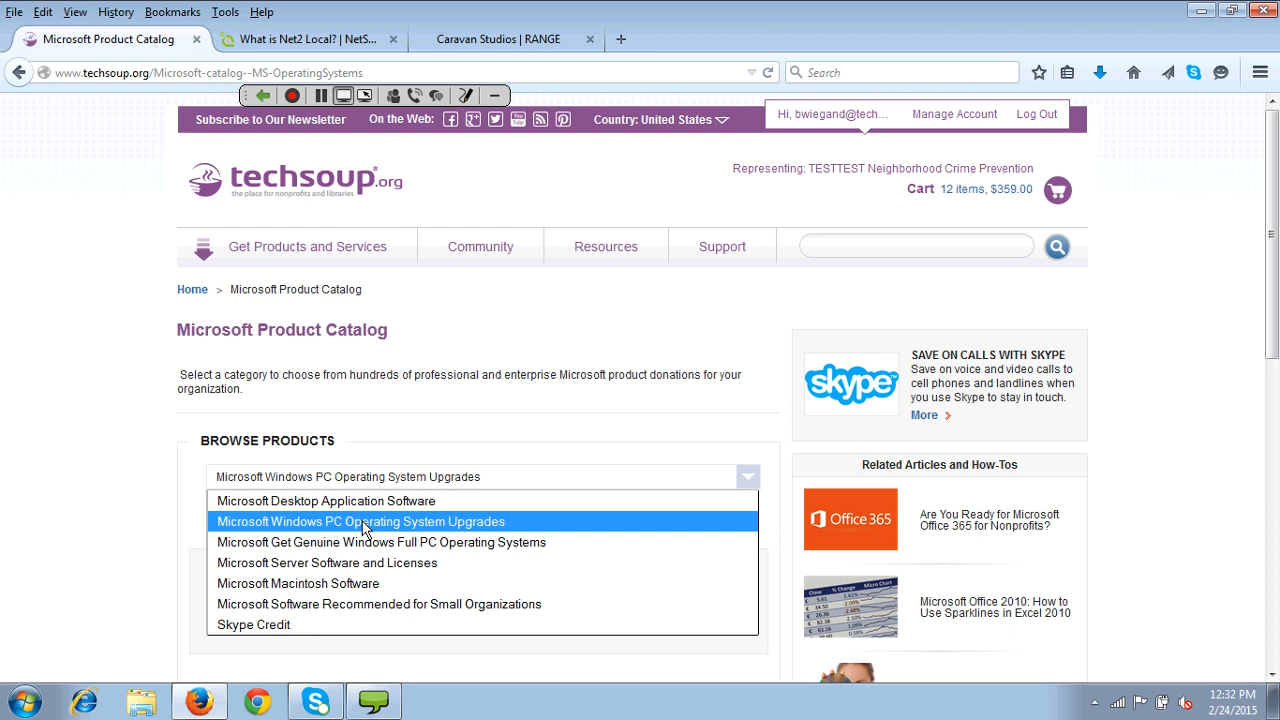 File Edit View History Bookmarks Tools Help
Microsoft Product Catalog × What is Net2 Local? | NetS... × Caravan Studios | RANGE × +
www.techsoup.org/Microsoft-catalog--MS-OperatingSystems Search
Subscribe to Our Newsletter On the Web: Country: United States Hi, bwiegand@tech... Manage Account Log Out
techsoup.org
the place for nonprofits and libraries
Representing: TESTTEST Neighborhood Crime Prevention
Cart 12 items, $359.00
Get Products and Services Community Resources Support
Home > Microsoft Product Catalog
Microsoft Product Catalog
Select a category to choose from hundreds of professional and enterprise Microsoft product donations for your
organization.
BROWSE PRODUCTS
Microsoft Windows PC Operating System Upgrades
Microsoft Desktop Application Software
Microsoft Windows PC Operating System Upgrades
Microsoft Get Genuine Windows Full PC Operating Systems
Microsoft Server Software and Licenses
Microsoft Macintosh Software
Microsoft Software Recommended for Small Organizations
Skype Credit
skype
SAVE ON CALLS WITH SKYPE
Save on voice and video calls to
cell phones and landlines when
you use Skype to stay in touch.
More >
Related Articles and How-Tos
Office 365
Are You Ready for Microsoft
Office 365 for Nonprofits?
Microsoft Office 2010: How to
Use Sparklines in Excel 2010
12:32 PM
2/24/2015